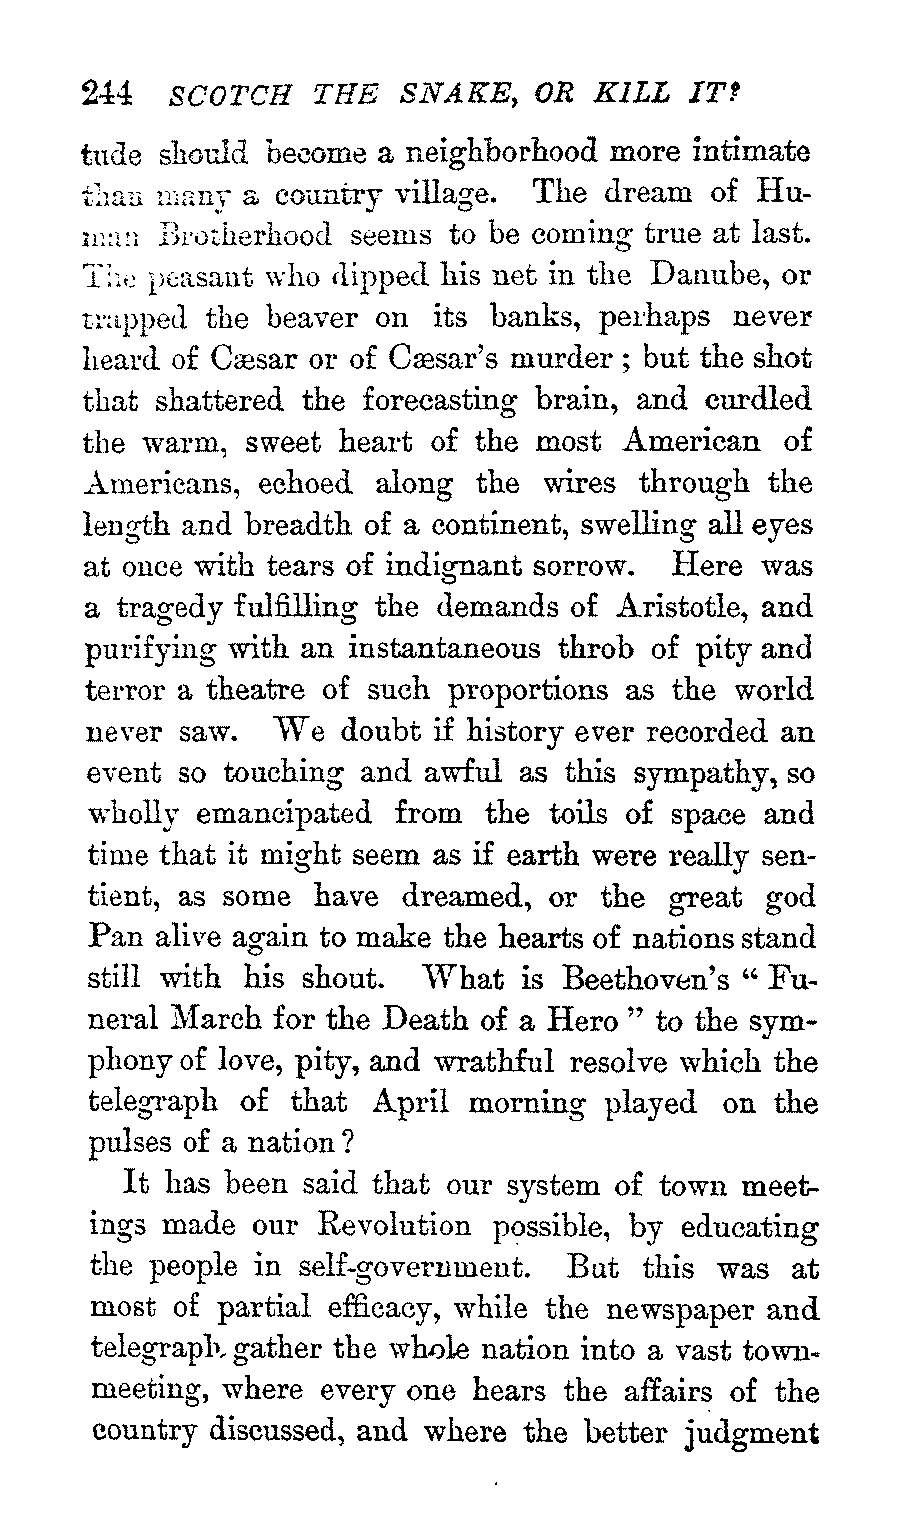 244 SCOTCH THE SNAKE, OR KILL IT?
tude should become a neighborhood more intimate
than many a country village. The dream of Hu-
man Brotherhood seems to be coming true at last.
The peasant who dipped his net in the Danube, or
trapped the beaver on its banks, perhaps never
heard of Cæsar or of Cæsar's murder ; but the shot
that shattered the forecasting brain, and curdled
the warm, sweet heart of the most American of
Americans, echoed along the wires through the
length and breadth of a continent, swelling all eyes
at once with tears of indignant sorrow. Here was
a tragedy fulfilling the demands of Aristotle, and
purifying with an instantaneous throb of pity and
terror a theatre of such proportions as the world
never saw. We doubt if history ever recorded an
event so touching and awful as this sympathy, so
wholly emancipated from the toils of space and
time that it might seem as if earth were really sen-
tient, as some have dreamed, or the great god
Pan alive again to make the hearts of nations stand
still with his shout. What is Beethoven's “ Fu-
neral March for the Death of a Hero ” to the sym-
phony of love, pity, and wrathful resolve which the
telegraph of that April morning played on the
pulses of a nation ?
It has been said that our system of town meet-
ings made our Revolution possible, by educating
the people in self-government. But this was at
most of partial efficacy, while the newspaper and
telegraph gather the whole nation into a vast town-
meeting, where every one hears the affairs of the
country discussed, and where the better judgment